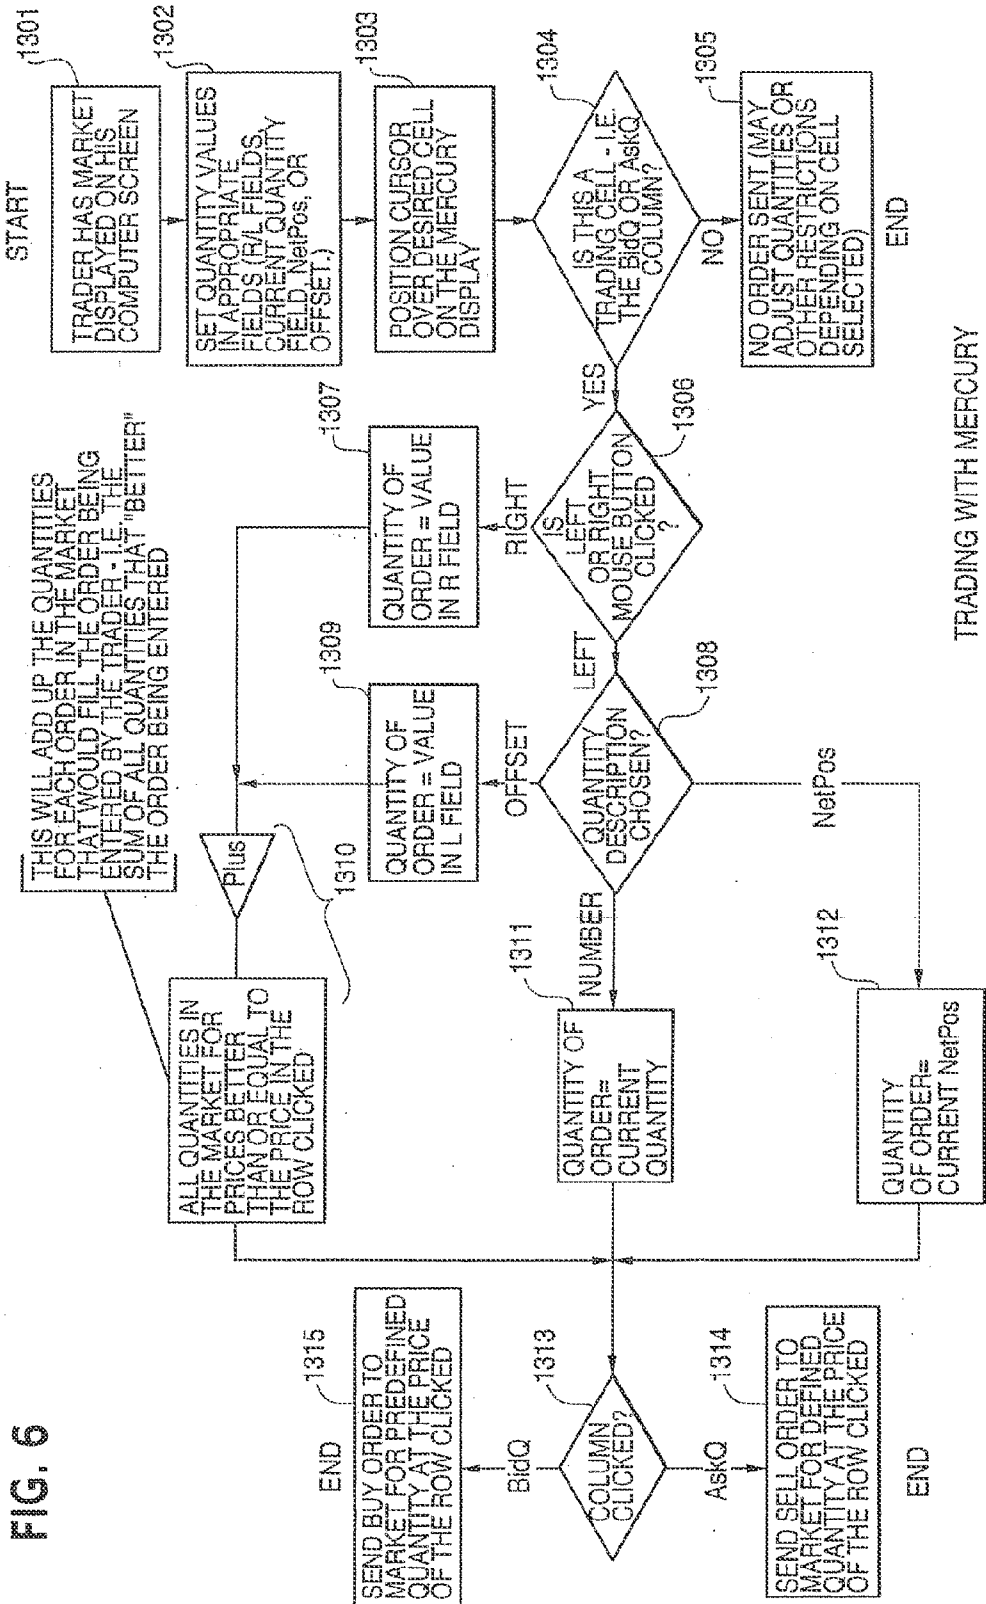 FIG. 6
START
1301
TRADER HAS MARKET
DISPLAYED ON HIS
COMPUTER SCREEN
1302
SET QUANTITY VALUES
IN APPROPRIATE
FIELDS (R/L FIELDS,
CURRENT QUANTITY
FIELD, NetPos, OR
OFFSET.)
1303
POSITION CURSOR
OVER DESIRED CELL
ON THE MERCURY
DISPLAY
1304
IS THIS A
TRADING CELL - I.E.
THE BidQ OR AskQ
COLUMN?
NO
1305
NO ORDER SENT (MAY
ADJUST QUANTITIES OR
OTHER RESTRICTIONS
DEPENDING ON CELL
SELECTED)
END
YES
1306
IS
LEFT
OR RIGHT
MOUSE BUTTON
CLICKED
?
RIGHT
1307
QUANTITY OF
ORDER = VALUE
IN R FIELD
LEFT
1308
QUANTITY
DESCRIPTION
CHOSEN?
OFFSET
1309
QUANTITY OF
ORDER = VALUE
IN L FIELD
Plus
1310
THIS WILL ADD UP THE QUANTITIES
FOR EACH ORDER IN THE MARKET
THAT WOULD FILL THE ORDER BEING
ENTERED BY THE TRADER - I.E. THE
SUM OF ALL QUANTITIES THAT "BETTER"
THE ORDER BEING ENTERED
ALL QUANTITIES IN
THE MARKET FOR
PRICES BETTER
THAN OR EQUAL TO
THE PRICE IN THE
ROW CLICKED
NUMBER
1311
QUANTITY OF
ORDER=
CURRENT
QUANTITY
NetPos
1312
QUANTITY
OF ORDER=
CURRENT NetPos
1313
COLUMN
CLICKED?
BidQ
1315
SEND BUY ORDER TO
MARKET FOR PREDEFINED
QUANTITY AT THE PRICE
OF THE ROW CLICKED
END
AskQ
1314
SEND SELL ORDER TO
MARKET FOR DEFINED
QUANTITY AT THE PRICE
OF THE ROW CLICKED
END
TRADING WITH MERCURY